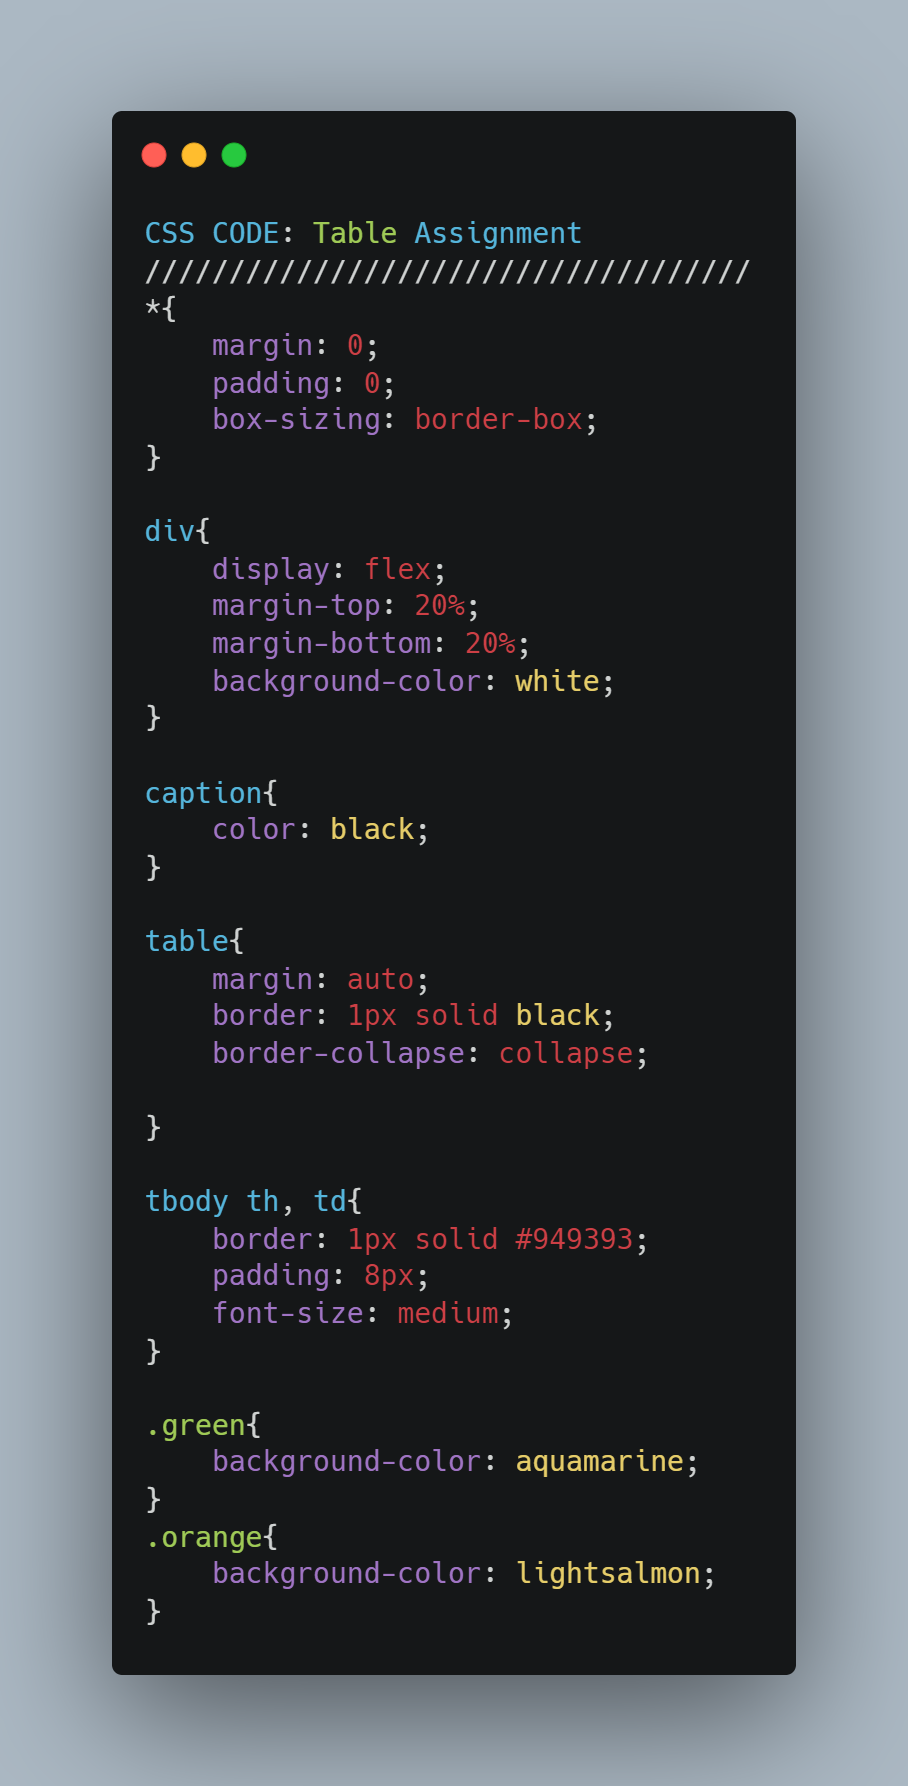 CSS CODE: Table Assignment
////////////////////////////////////
*{
    margin: 0;
    padding: 0;
    box-sizing: border-box;
}

div{
    display: flex;
    margin-top: 20%;
    margin-bottom: 20%;
    background-color: white;
}

caption{
    color: black;
}

table{
    margin: auto;
    border: 1px solid black;
    border-collapse: collapse;

}

tbody th, td{
    border: 1px solid #949393;
    padding: 8px;
    font-size: medium;
}

.green{
    background-color: aquamarine;
}
.orange{
    background-color: lightsalmon;
}